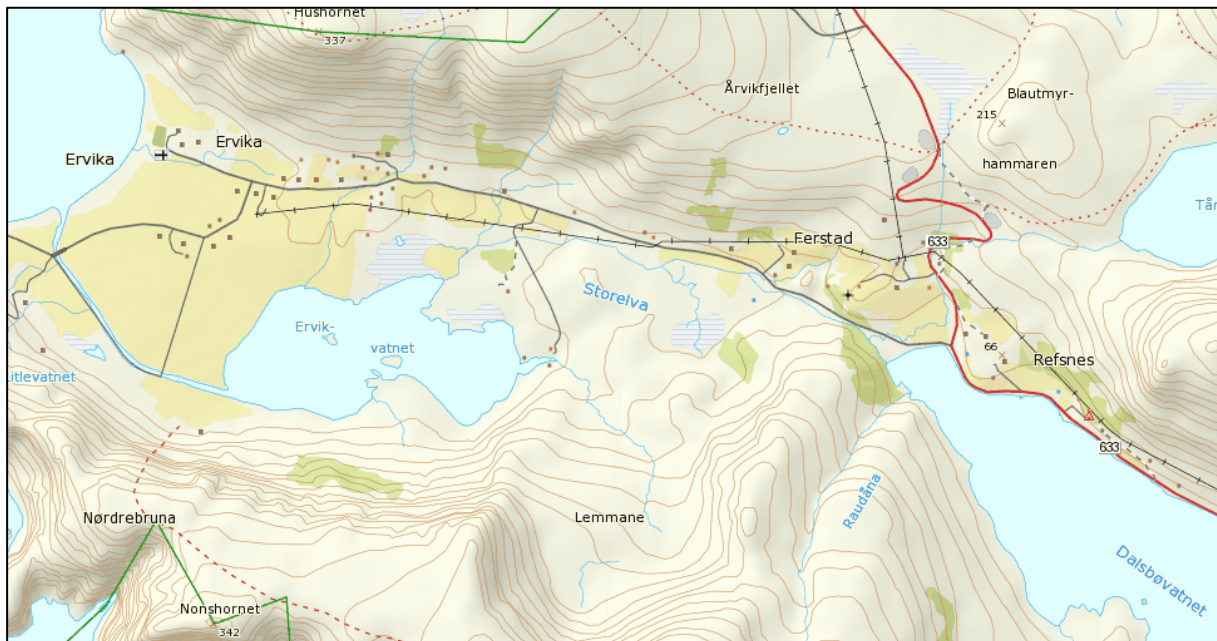 Hushornet
337
Årvikfjellet
Blautmyr-
215
hammaren
Ervika
Ervika
Tår
633
Ferstad
Storelva
Ervik-
vatnet
66
Refsnes
itlevatnet
633
Raudåna
Nørdrebruna
Lemmane
Dalsbøvatnet
Nonshornet
342